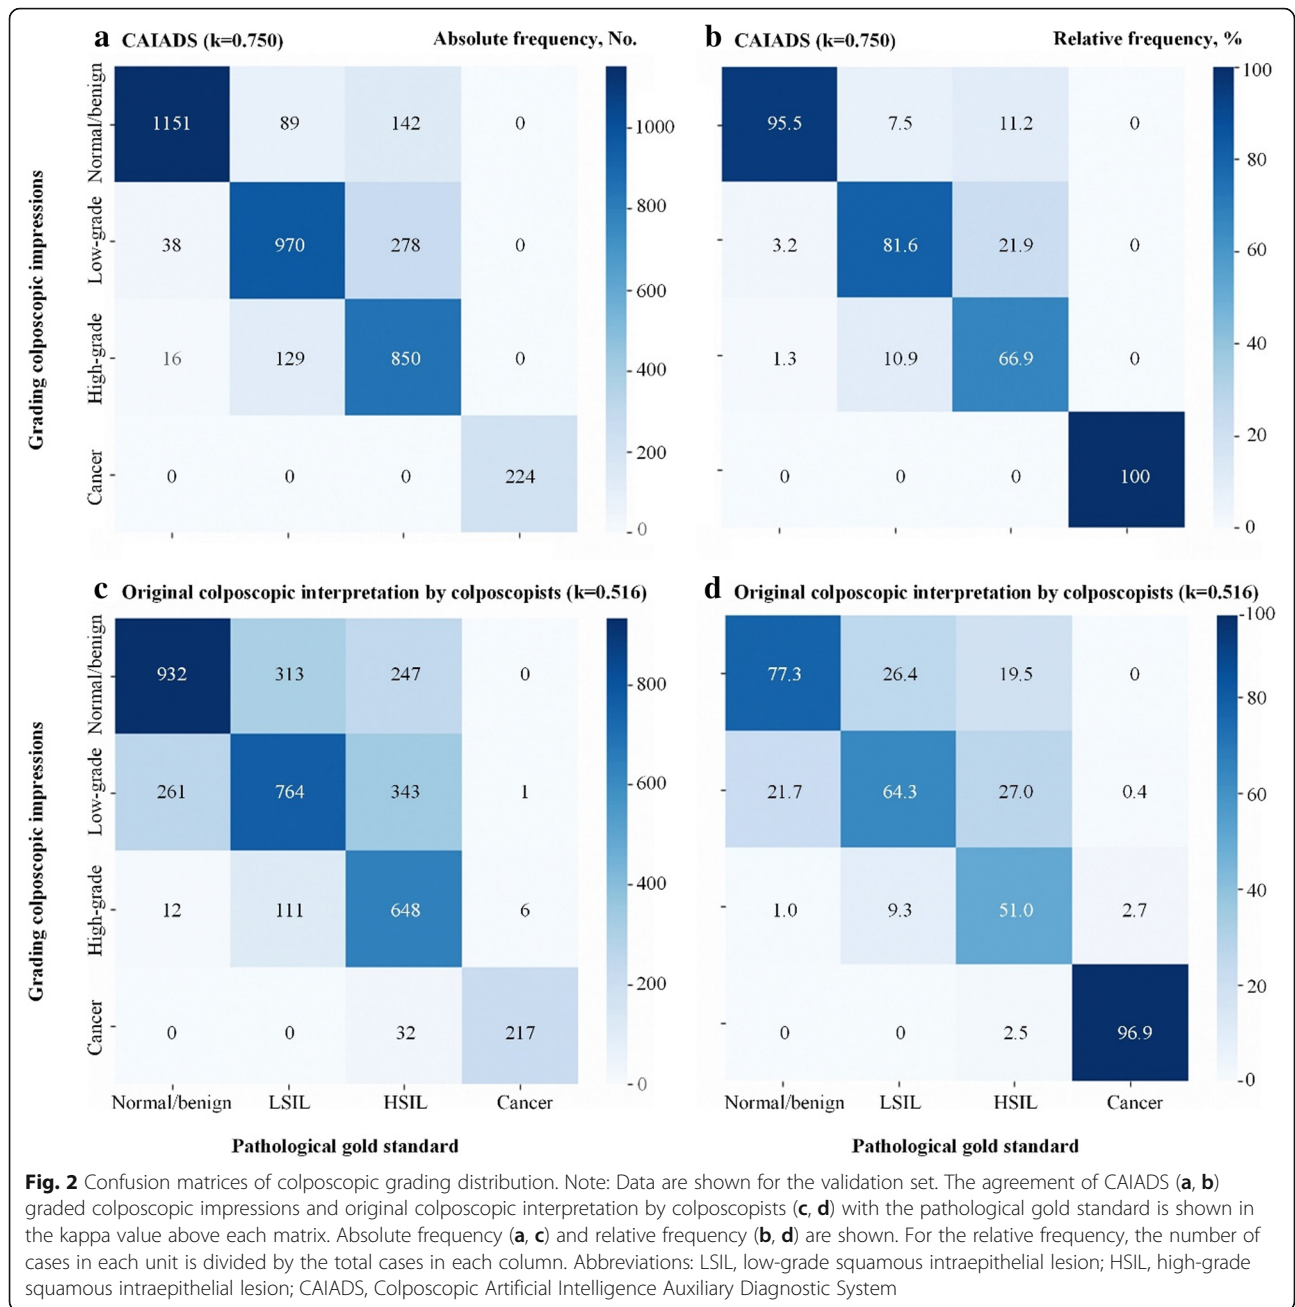 a CAIADS (k=0.750) Absolute frequency, No.
Normal/benign 1151 89 142 0
Low-grade 38 970 278 0
High-grade 16 129 850 0
Cancer 0 0 0 224
1000
800
600
400
200
0
Grading colposcopic impressions
b CAIADS (k=0.750) Relative frequency, %
95.5 7.5 11.2 0
3.2 81.6 21.9 0
1.3 10.9 66.9 0
0 0 0 100
100
80
60
40
20
0
c Original colposcopic interpretation by colposcopists (k=0.516)
Normal/benign 932 313 247 0
Low-grade 261 764 343 1
High-grade 12 111 648 6
Cancer 0 0 32 217
800
600
400
200
0
Grading colposcopic impressions
Normal/benign LSIL HSIL Cancer
Pathological gold standard
d Original colposcopic interpretation by colposcopists (k=0.516)
77.3 26.4 19.5 0
21.7 64.3 27.0 0.4
1.0 9.3 51.0 2.7
0 0 2.5 96.9
100
80
60
40
20
0
Normal/benign LSIL HSIL Cancer
Pathological gold standard
Fig. 2 Confusion matrices of colposcopic grading distribution. Note: Data are shown for the validation set. The agreement of CAIADS (a, b)
graded colposcopic impressions and original colposcopic interpretation by colposcopists (c, d) with the pathological gold standard is shown in
the kappa value above each matrix. Absolute frequency (a, c) and relative frequency (b, d) are shown. For the relative frequency, the number of
cases in each unit is divided by the total cases in each column. Abbreviations: LSIL, low-grade squamous intraepithelial lesion; HSIL, high-grade
squamous intraepithelial lesion; CAIADS, Colposcopic Artificial Intelligence Auxiliary Diagnostic System